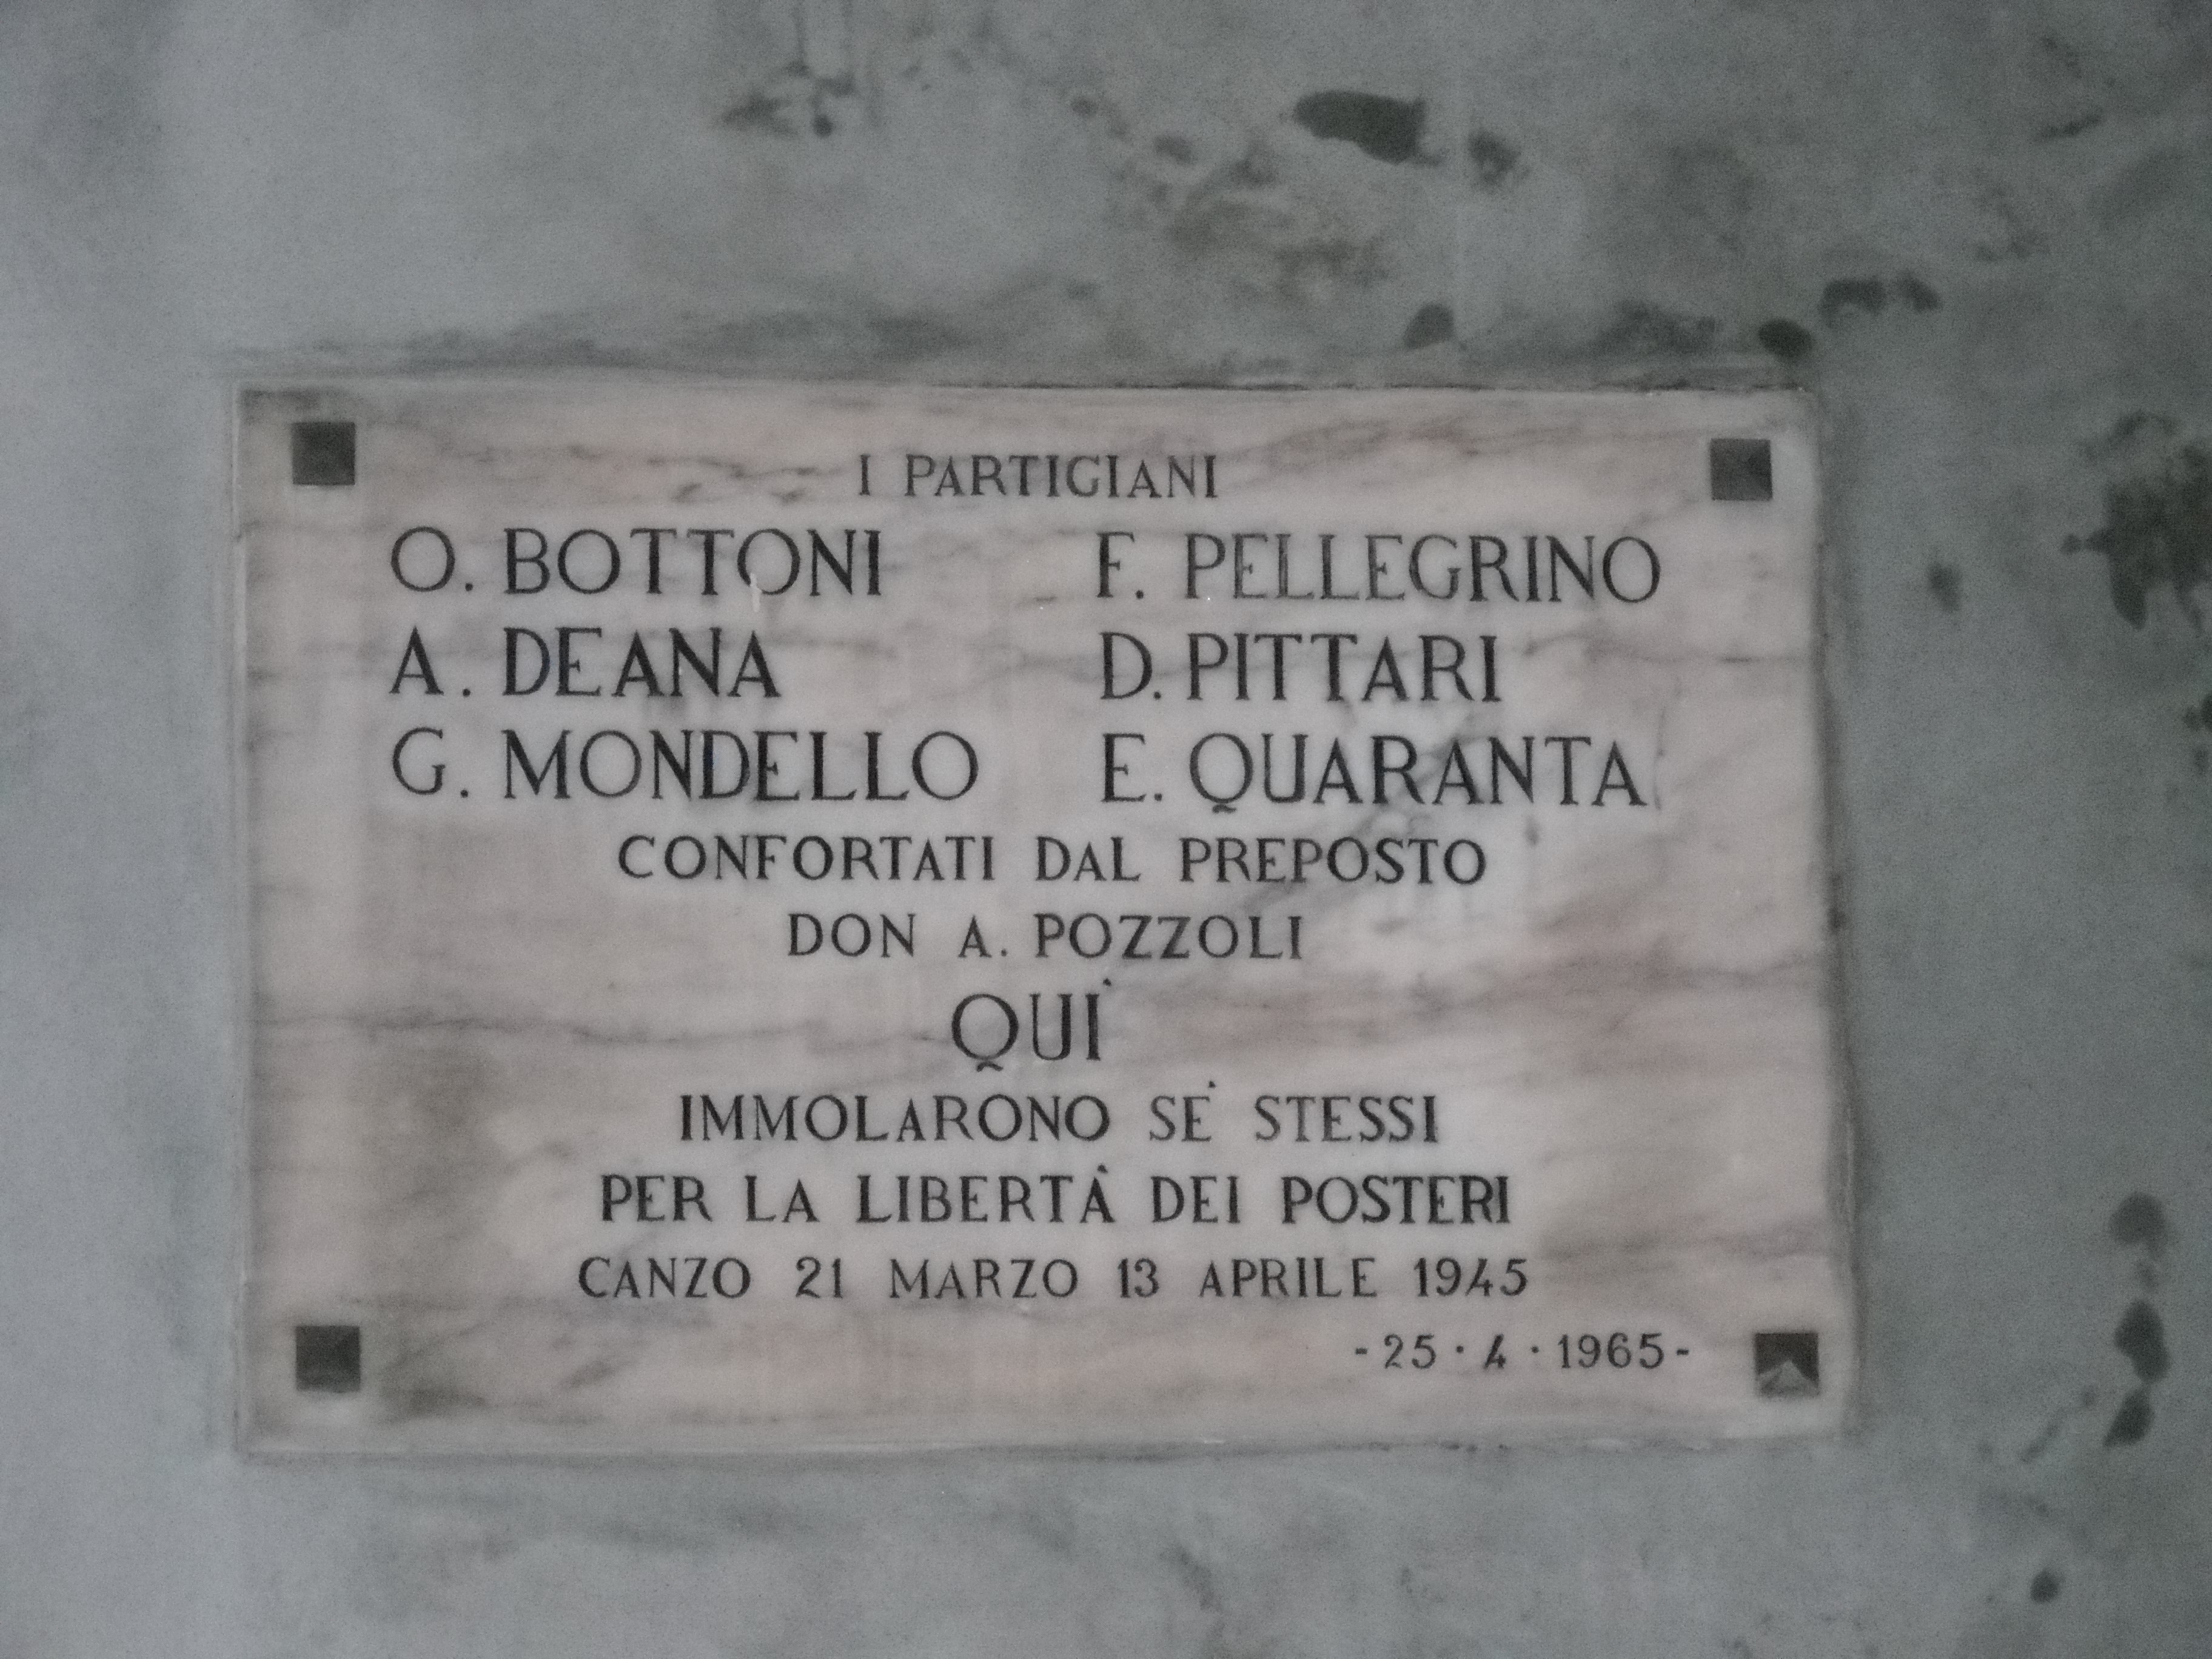 I PARTIGIANI
O. BOTTONI F. PELLEGRINO
A. DEANA D. PITTARI
G. MONDELLO E. QUARANTA
CONFORTATI DAL PREPOSTO
DON A. POZZOLI
QUI`
IMMOLARONO SE` STESSI
PER LA LIBERTÀ DEI POSTERI
CANZO 21 MARZO 13 APRILE 1945
-25·4·1965-